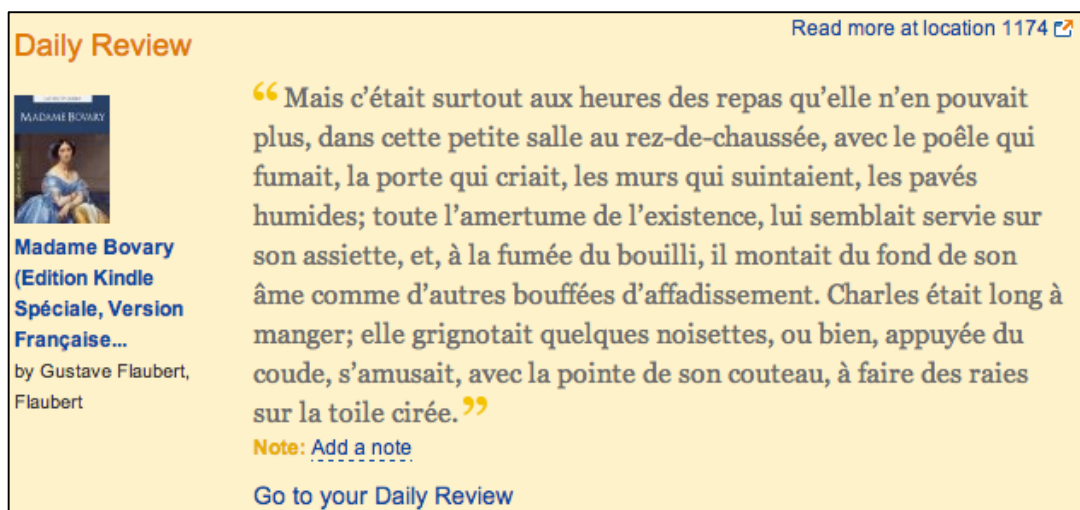 Daily Review
Read more at location 1174
MADAME BOVARY
Madame Bovary
(Edition Kindle
Spéciale, Version
Française...
by Gustave Flaubert,
Flaubert
“ Mais c’était surtout aux heures des repas qu’elle n’en pouvait
plus, dans cette petite salle au rez-de-chaussée, avec le poêle qui
fumait, la porte qui criait, les murs qui suintaient, les pavés
humides; toute l’amertume de l’existence, lui semblait servie sur
son assiette, et, à la fumée du bouilli, il montait du fond de son
âme comme d’autres bouffées d’affadissement. Charles était long à
manger; elle grignotait quelques noisettes, ou bien, appuyée du
coude, s’amusait, avec la pointe de son couteau, à faire des raies
sur la toile cirée. ”
Note: Add a note
Go to your Daily Review